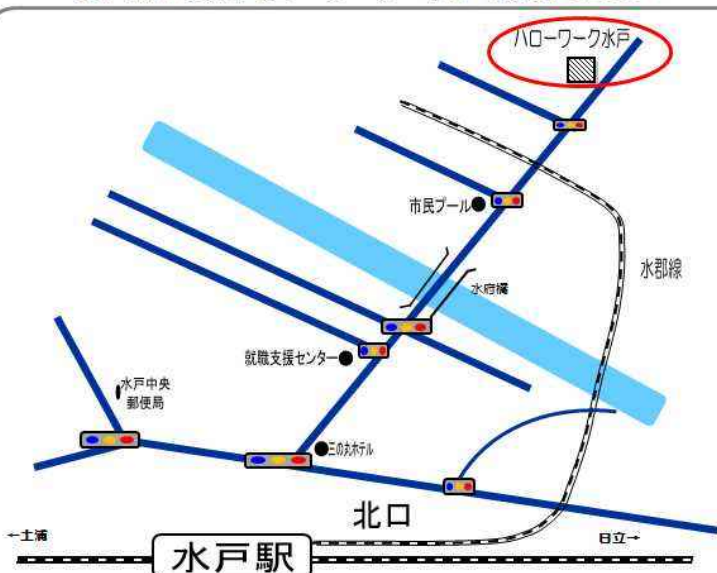 ハローワーク水戸
市民プール
水郡線
水府橋
就職支援センター
水戸中央
郵便局
三の丸ホテル
北口
←土浦
日立→
水戸駅